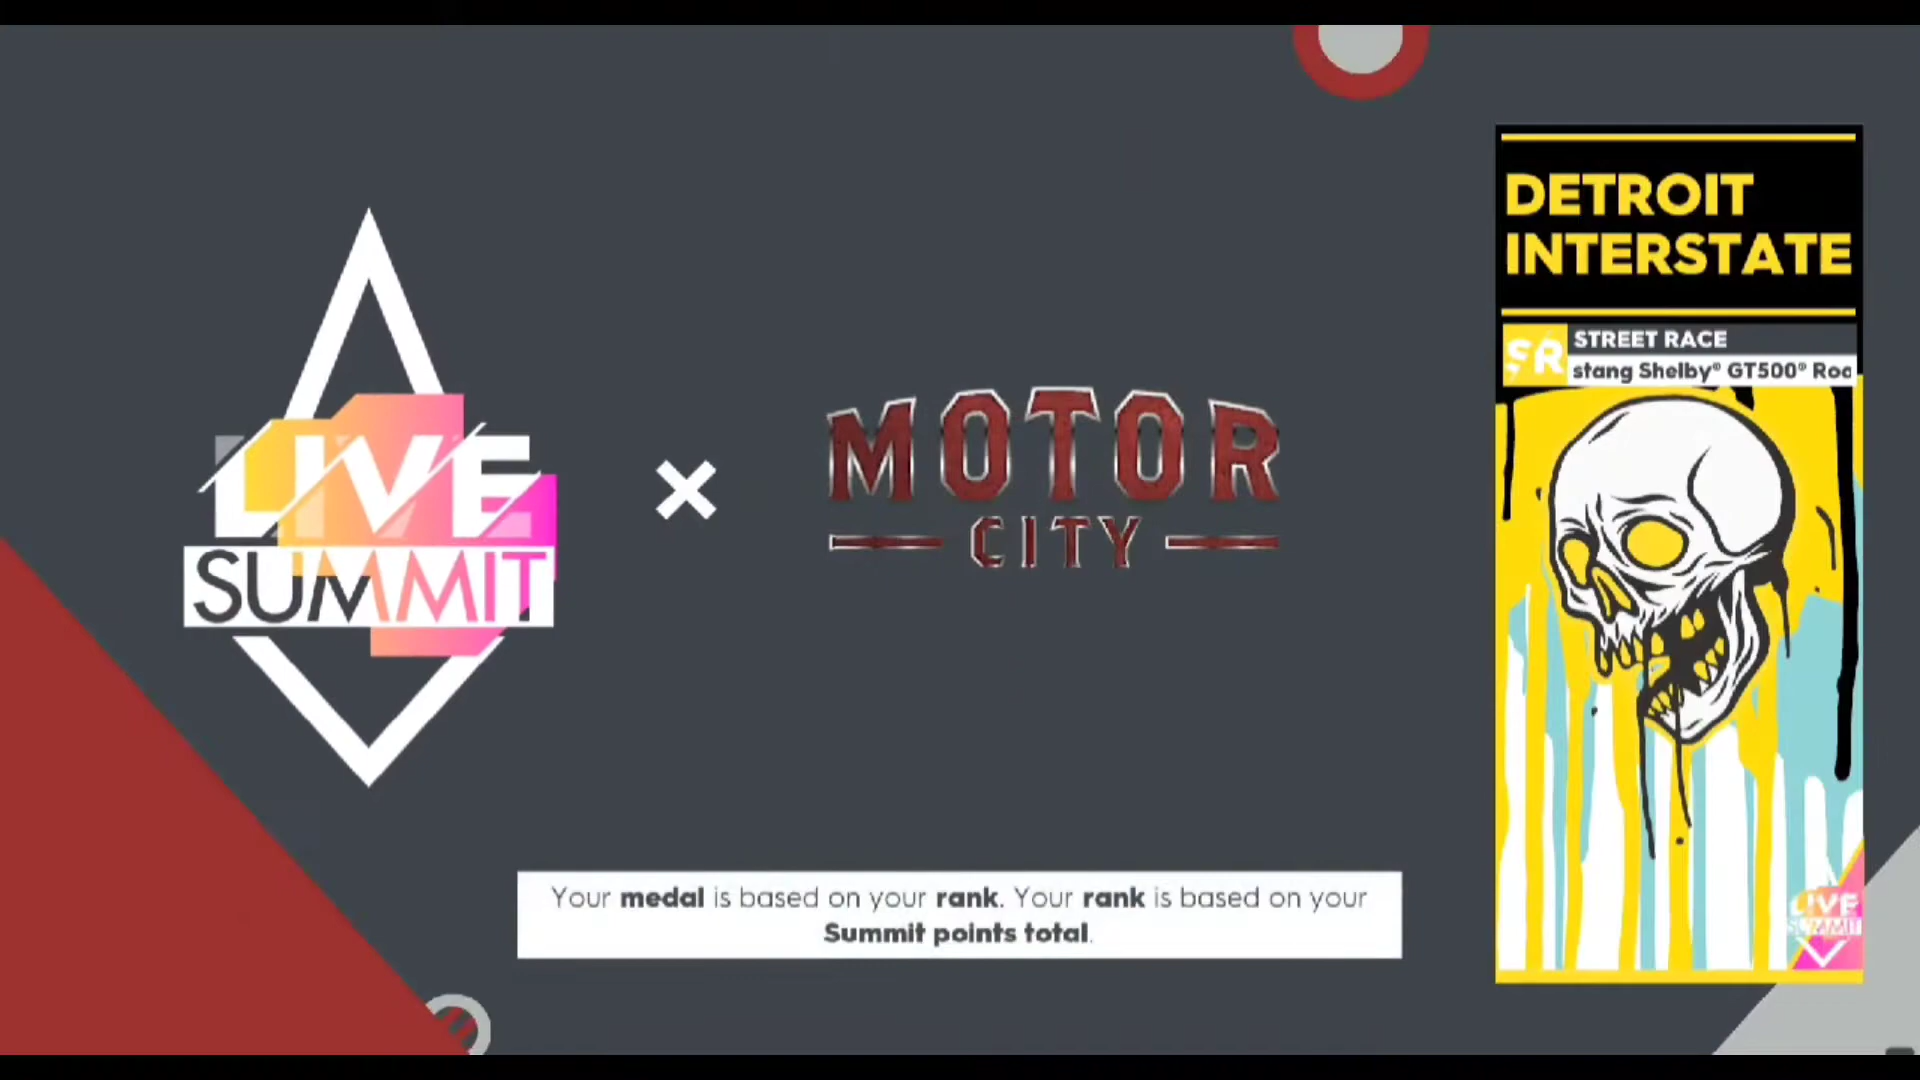 LIVE
SUMMIT
×
MOTOR
CITY
DETROIT
INTERSTATE
SR
STREET RACE
stang Shelby® GT500® Roa
Your medal is based on your rank. Your rank is based on your
Summit points total.
LIVE
SUMMIT